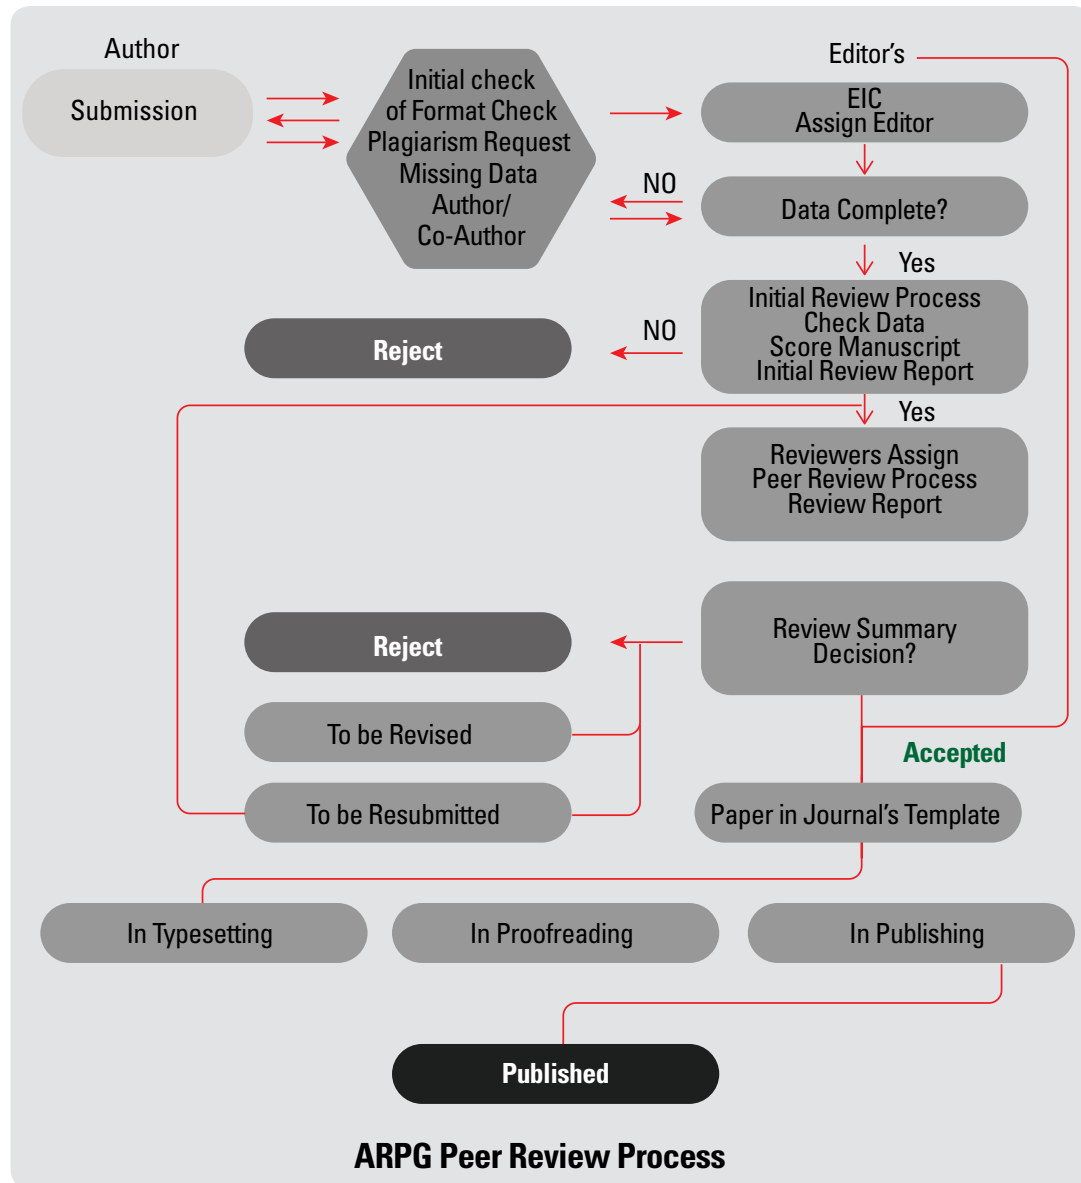 Author
Editor's
Submission
Initial check
of Format Check
Plagiarism Request
Missing Data
Author/
Co-Author
EIC
Assign Editor
NO
Data Complete?
Yes
Initial Review Process
Check Data
Score Manuscript
Initial Review Report
NO
Reject
Yes
Reviewers Assign
Peer Review Process
Review Report
Review Summary
Decision?
Reject
To be Revised
Accepted
To be Resubmitted
Paper in Journal's Template
In Typesetting
In Proofreading
In Publishing
Published
ARPG Peer Review Process